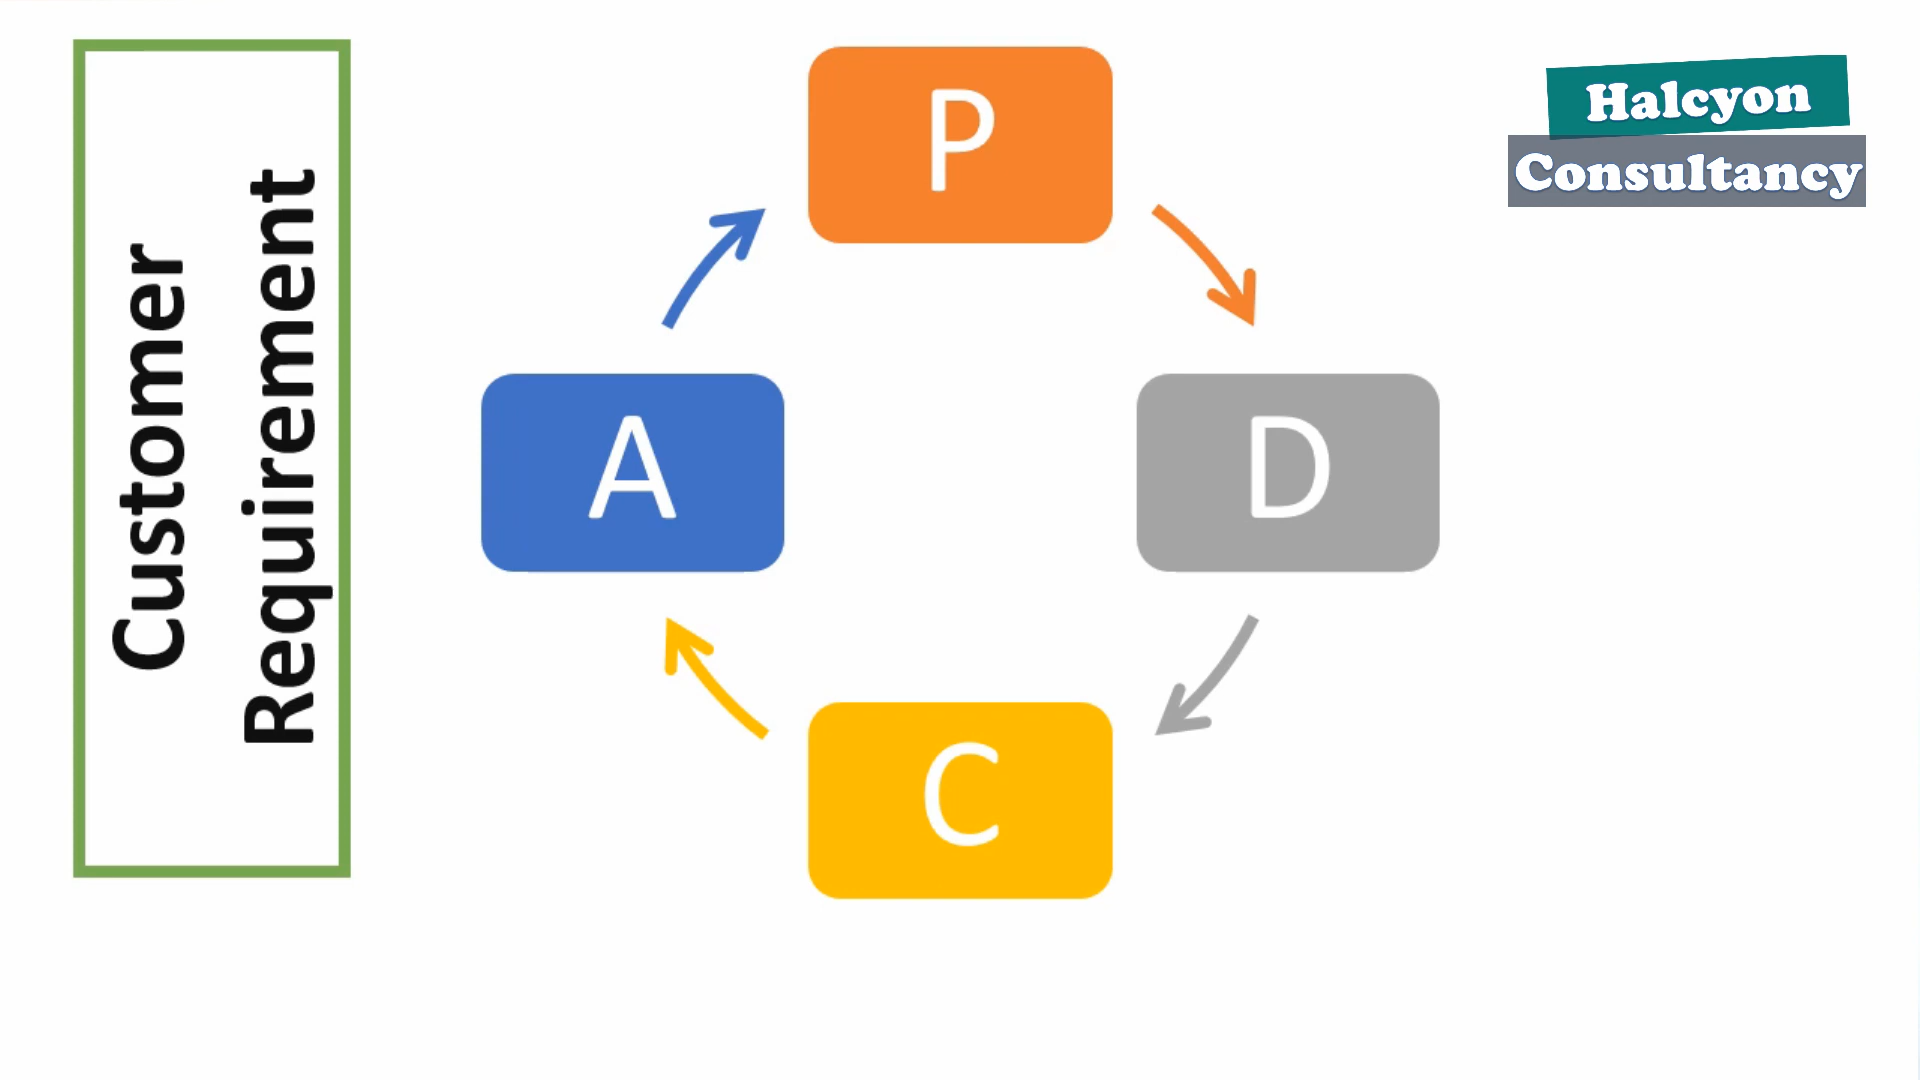 Customer
Requirement
P
A
D
C
Halcyon
Consultancy